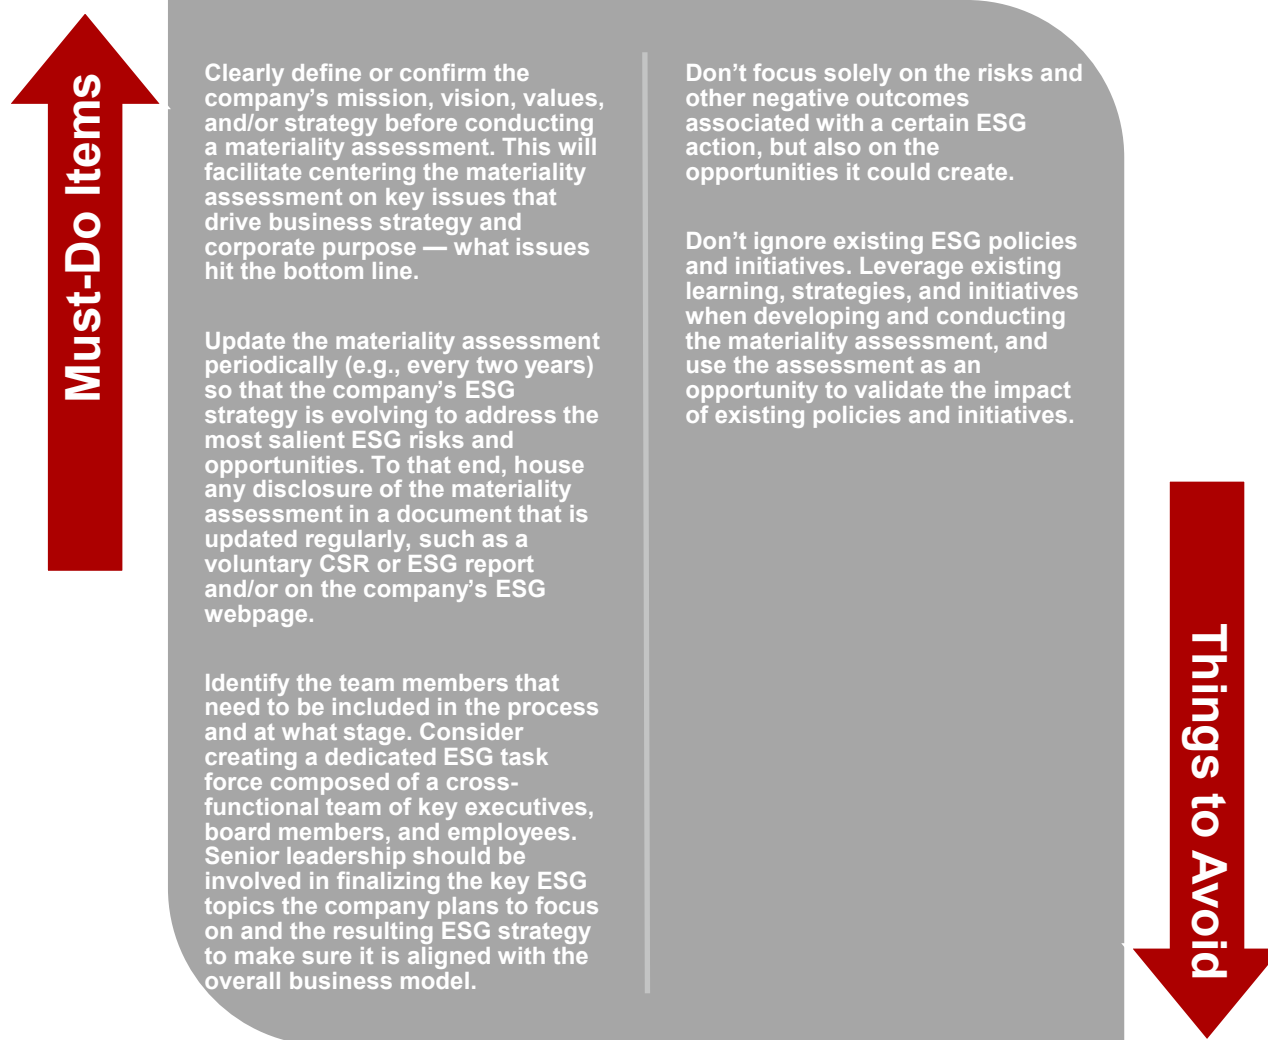 Must-Do Items
Clearly define or confirm the
company’s mission, vision, values,
and/or strategy before conducting
a materiality assessment. This will
facilitate centering the materiality
assessment on key issues that
drive business strategy and
corporate purpose — what issues
hit the bottom line.
Update the materiality assessment
periodically (e.g., every two years)
so that the company’s ESG
strategy is evolving to address the
most salient ESG risks and
opportunities. To that end, house
any disclosure of the materiality
assessment in a document that is
updated regularly, such as a
voluntary CSR or ESG report
and/or on the company’s ESG
webpage.
Identify the team members that
need to be included in the process
and at what stage. Consider
creating a dedicated ESG task
force composed of a cross-
functional team of key executives,
board members, and employees.
Senior leadership should be
involved in finalizing the key ESG
topics the company plans to focus
on and the resulting ESG strategy
to make sure it is aligned with the
overall business model.
Don’t focus solely on the risks and
other negative outcomes
associated with a certain ESG
action, but also on the
opportunities it could create.
Don’t ignore existing ESG policies
and initiatives. Leverage existing
learning, strategies, and initiatives
when developing and conducting
the materiality assessment, and
use the assessment as an
opportunity to validate the impact
of existing policies and initiatives.
Things to Avoid